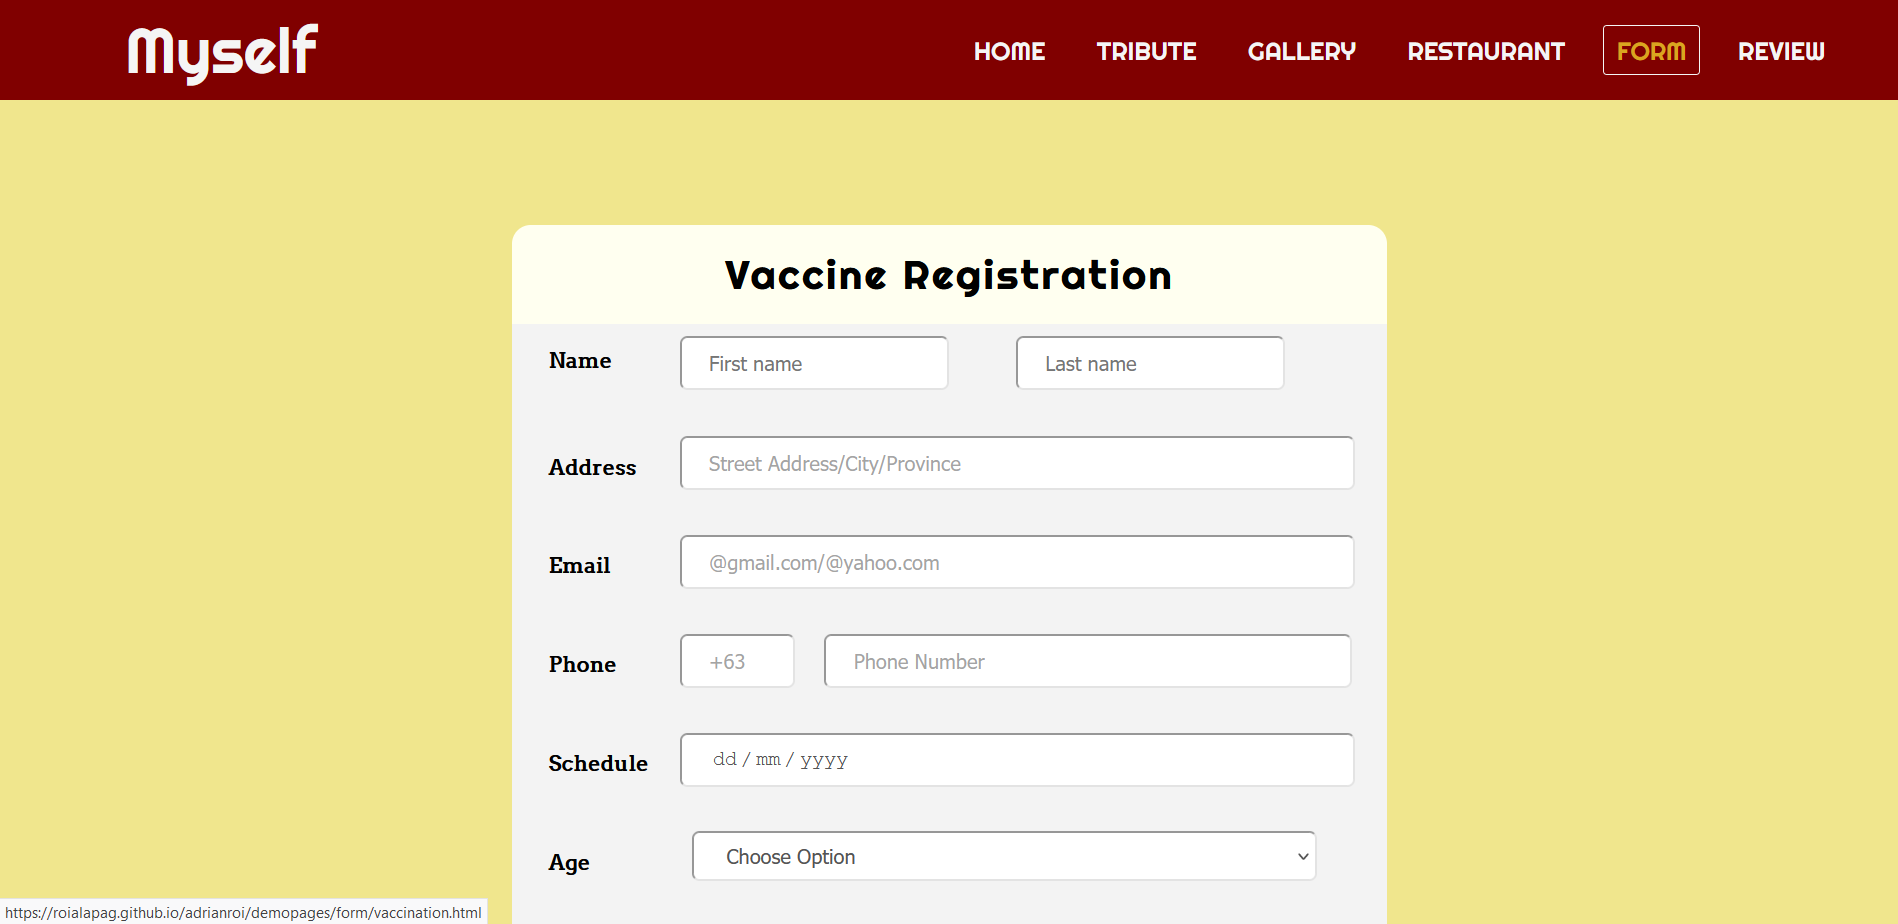 Myself
HOME TRIBUTE GALLERY RESTAURANT FORM REVIEW
Vaccine Registration
Name First name Last name
Address Street Address/City/Province
Email @gmail.com/@yahoo.com
Phone +63 Phone Number
Schedule dd / mm / yyyy
Age Choose Option
https://roialapag.github.io/adrianroi/demopages/form/vaccination.html